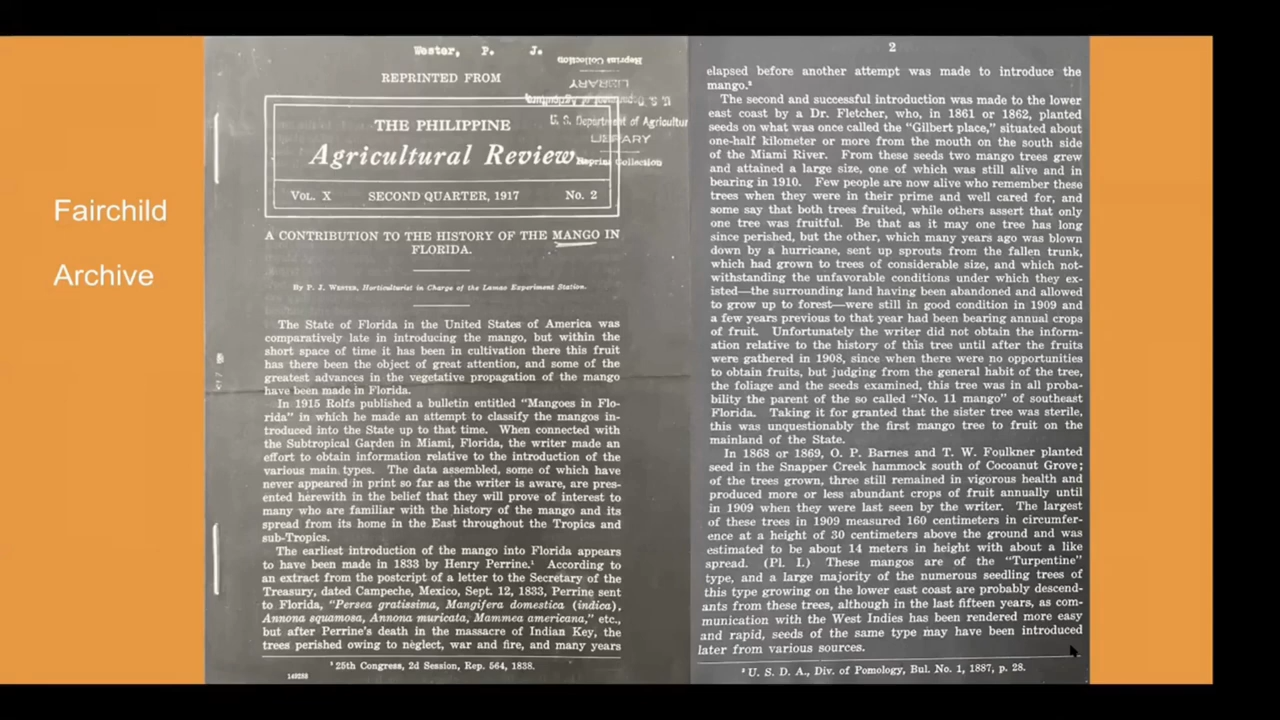 Fairchild
Archive
Wester, P. J.
REPRINTED FROM
Reprint Collection
LIBRARY
U. S. Department of Agriculture
THE PHILIPPINE
Agricultural Review
U. S. Department of Agricultur
LIBRARY
Reprint Collection
VOL. X SECOND QUARTER, 1917 No. 2
A CONTRIBUTION TO THE HISTORY OF THE MANGO IN
FLORIDA.
By P. J. WESTER, Horticulturist in Charge of the Lamao Experiment Station.
The State of Florida in the United States of America was
comparatively late in introducing the mango, but within the
short space of time it has been in cultivation there this fruit
has there been the object of great attention, and some of the
greatest advances in the vegetative propagation of the mango
have been made in Florida.
In 1915 Rolfs published a bulletin entitled "Mangoes in Flo-
rida" in which he made an attempt to classify the mangos in-
troduced into the State up to that time. When connected with
the Subtropical Garden in Miami, Florida, the writer made an
effort to obtain information relative to the introduction of the
various main types. The data assembled, some of which have
never appeared in print so far as the writer is aware, are pre-
sented herewith in the belief that they will prove of interest to
many who are familiar with the history of the mango and its
spread from its home in the East throughout the Tropics and
sub-Tropics.
The earliest introduction of the mango into Florida appears
to have been made in 1833 by Henry Perrine.¹ According to
an extract from the postcript of a letter to the Secretary of the
Treasury, dated Campeche, Mexico, Sept. 12, 1833, Perrine sent
to Florida, "Persea gratissima, Mangifera domestica (indica),
Annona squamosa, Annona muricata, Mammea americana," etc.,
but after Perrine's death in the massacre of Indian Key, the
trees perished owing to neglect, war and fire, and many years
¹ 25th Congress, 2d Session, Rep. 564, 1838.
149288
2
elapsed before another attempt was made to introduce the
mango.²
The second and successful introduction was made to the lower
east coast by a Dr. Fletcher, who, in 1861 or 1862, planted
seeds on what was once called the "Gilbert place," situated about
one-half kilometer or more from the mouth on the south side
of the Miami River. From these seeds two mango trees grew
and attained a large size, one of which was still alive and in
bearing in 1910. Few people are now alive who remember these
trees when they were in their prime and well cared for, and
some say that both trees fruited, while others assert that only
one tree was fruitful. Be that as it may one tree has long
since perished, but the other, which many years ago was blown
down by a hurricane, sent up sprouts from the fallen trunk,
which had grown to trees of considerable size, and which not-
withstanding the unfavorable conditions under which they ex-
isted—the surrounding land having been abandoned and allowed
to grow up to forest—were still in good condition in 1909 and
a few years previous to that year had been bearing annual crops
of fruit. Unfortunately the writer did not obtain the inform-
ation relative to the history of this tree until after the fruits
were gathered in 1908, since when there were no opportunities
to obtain fruits, but judging from the general habit of the tree,
the foliage and the seeds examined, this tree was in all proba-
bility the parent of the so called "No. 11 mango" of southeast
Florida. Taking it for granted that the sister tree was sterile,
this was unquestionably the first mango tree to fruit on the
mainland of the State.
In 1868 or 1869, O. P. Barnes and T. W. Foulkner planted
seed in the Snapper Creek hammock south of Cocoanut Grove;
of the trees grown, three still remained in vigorous health and
produced more or less abundant crops of fruit annually until
in 1909 when they were last seen by the writer. The largest
of these trees in 1909 measured 160 centimeters in circumfer-
ence at a height of 30 centimeters above the ground and was
estimated to be about 14 meters in height with about a like
spread. (Pl. I.) These mangos are of the "Turpentine"
type, and a large majority of the numerous seedling trees of
this type growing on the lower east coast are probably descend-
ants from these trees, although in the last fifteen years, as com-
munication with the West Indies has been rendered more easy
and rapid, seeds of the same type may have been introduced
later from various sources.
² U. S. D. A., Div. of Pomology, Bul. No. 1, 1887, p. 28.